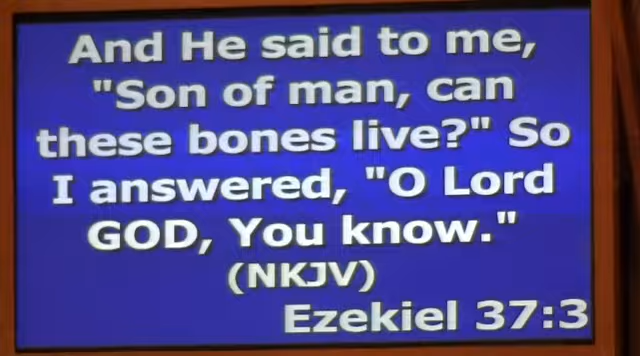 And He said to me,
"Son of man, can
these bones live?" So
I answered, "O Lord
GOD, You know."
(NKJV)
Ezekiel 37:3